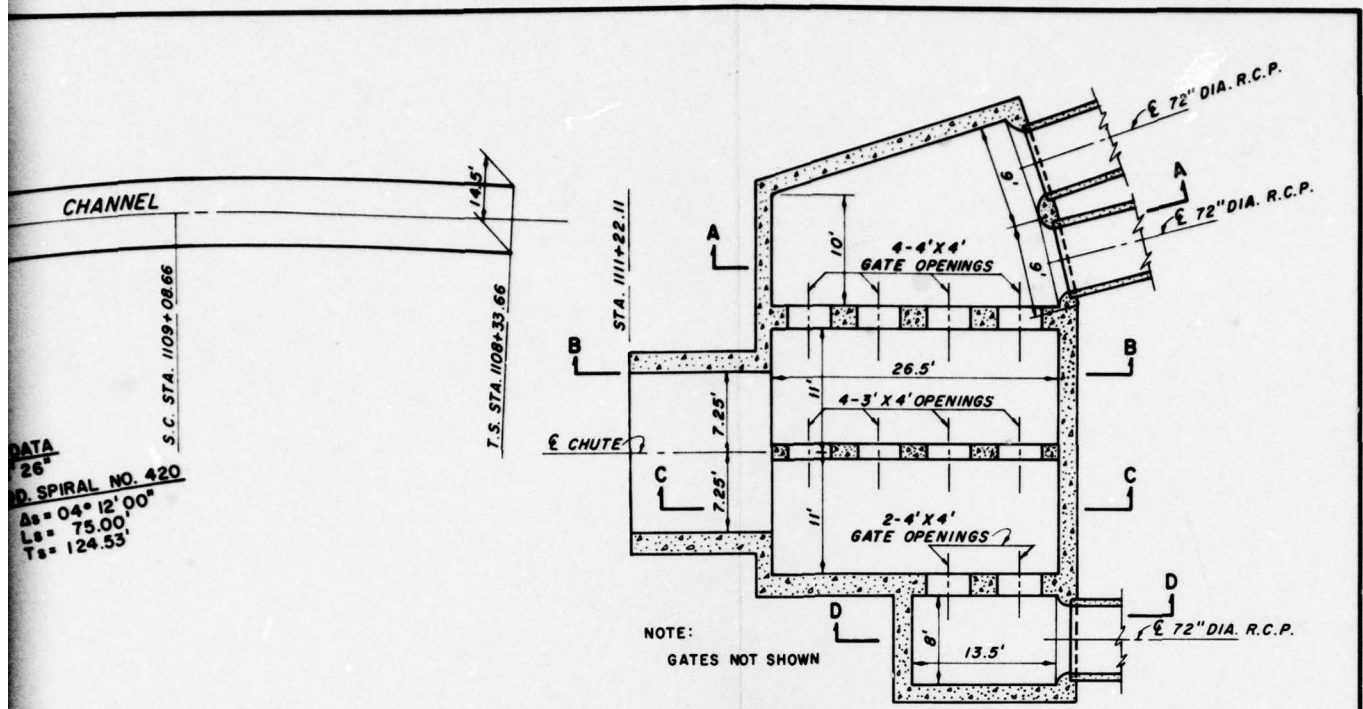 CHANNEL
14.5'
S.C. STA. 1109+08.66
T.S. STA. 1108+33.66
DATA
26"
D. SPIRAL NO. 420
Δs = 04° 12' 00"
Ls = 75.00'
Ts = 124.53'
STA. 1111+22.11
℄ 72" DIA. R.C.P.
A
℄ 72" DIA. R.C.P.
9'
9'
A
10'
4-4'X4'
GATE OPENINGS
B
B
26.5'
11'
7.25'
4-3'X4' OPENINGS
℄ CHUTE
C
C
7.25'
11'
2-4'X4'
GATE OPENINGS
D
D
8'
13.5'
℄ 72" DIA. R.C.P.
NOTE:
GATES NOT SHOWN